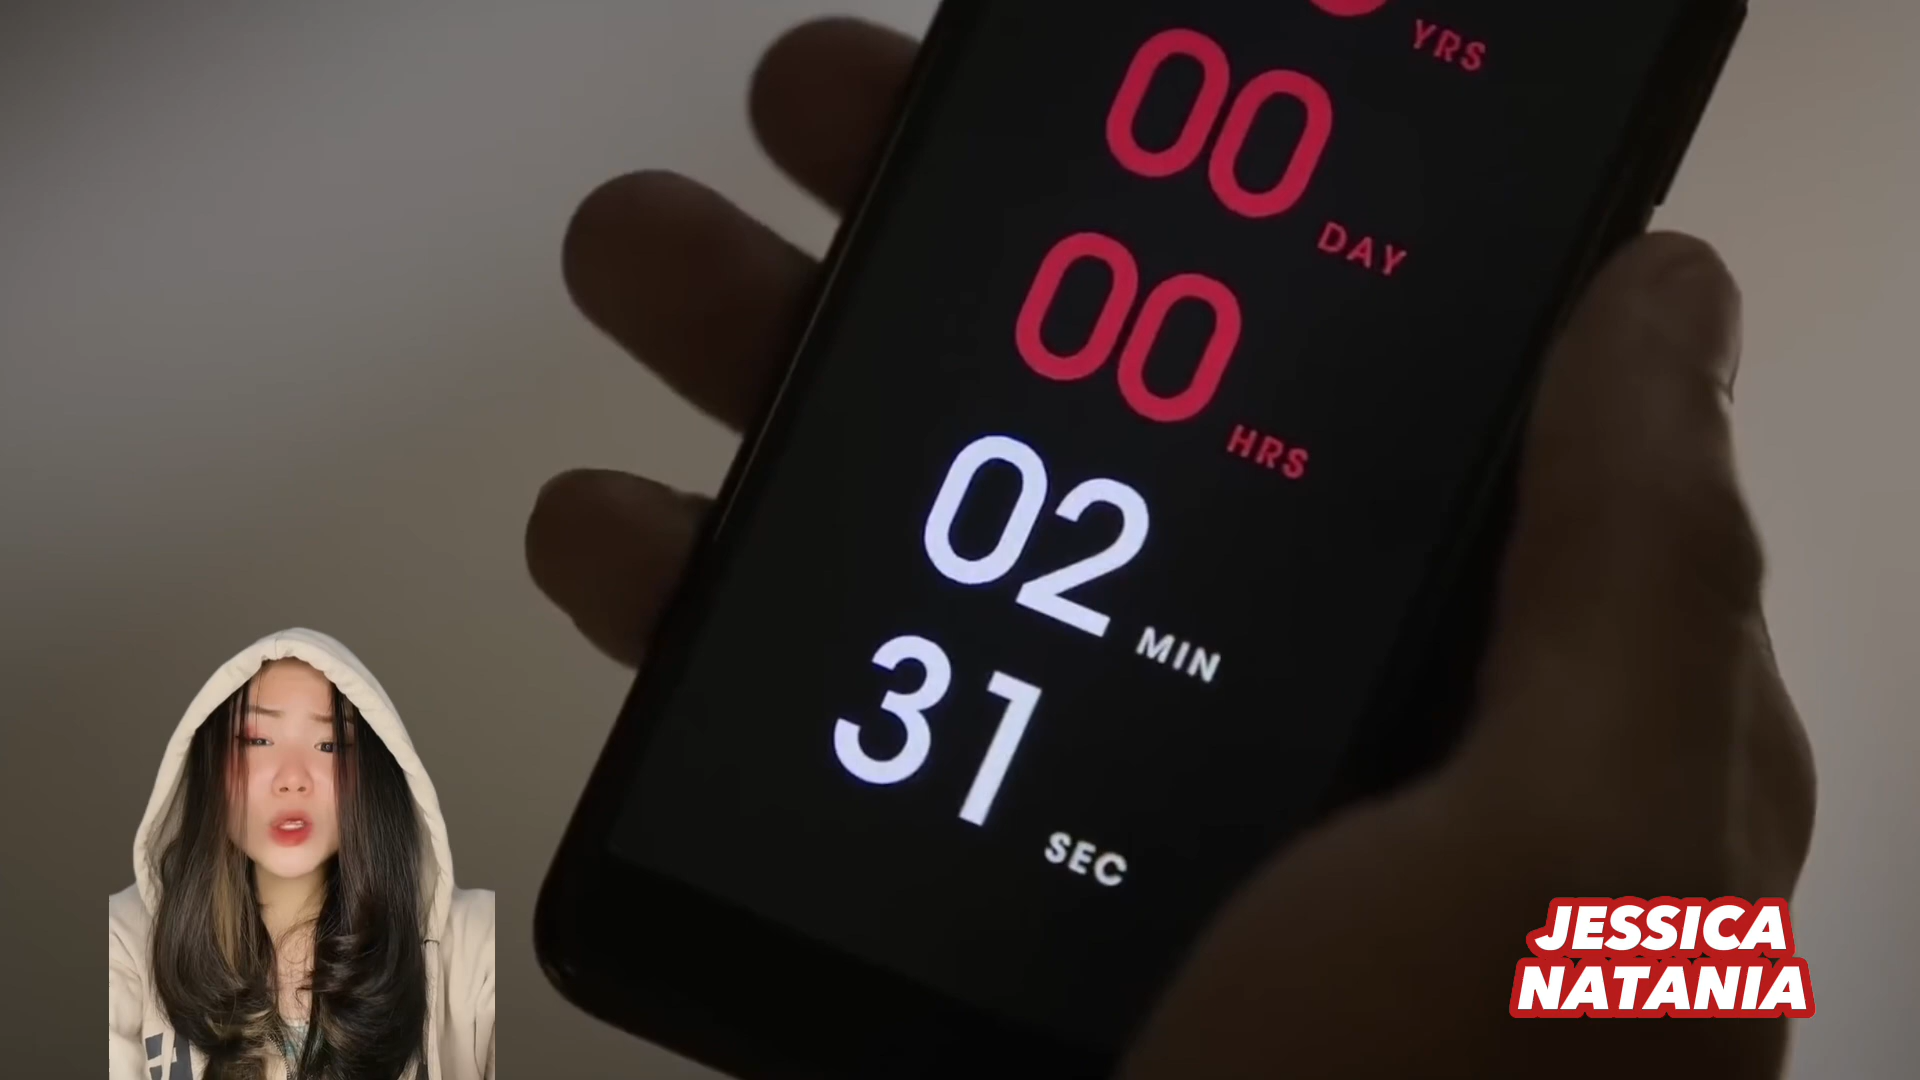 YRS
00 DAY
00 HRS
02 MIN
31 SEC
JESSICA
NATANIA